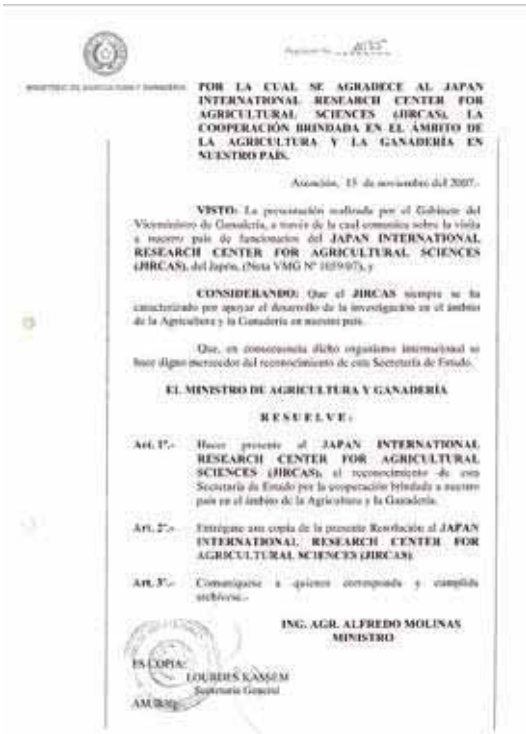 MINISTERIO DE AGRICULTURA Y GANADERIA
POR LA CUAL SE AGRADECE AL JAPAN
INTERNATIONAL RESEARCH CENTER FOR
AGRICULTURAL SCIENCES (JIRCAS), LA
COOPERACIÓN BRINDADA EN EL ÁMBITO DE
LA AGRICULTURA Y LA GANADERÍA EN
NUESTRO PAÍS.
Asunción, 15 de noviembre del 2007.-
VISTO: La presentación realizada por el Gabinete del
Viceministro de Ganadería, a través de la cual comunica sobre la visita
a nuestro país de funcionarios del JAPAN INTERNATIONAL
RESEARCH CENTER FOR AGRICULTURAL SCIENCES
(JIRCAS), del Japón, (Nota VMG Nº 1059/07), y
CONSIDERANDO: Que el JIRCAS siempre se ha
caracterizado por apoyar el desarrollo de la investigación en el ámbito
de la Agricultura y la Ganadería en nuestro país.
Que, en consecuencia dicho organismo internacional se
hace digno merecedor del reconocimiento de esta Secretaría de Estado.
EL MINISTRO DE AGRICULTURA Y GANADERÍA
RESUELVE:
Art. 1º.- Hacer presente al JAPAN INTERNATIONAL
RESEARCH CENTER FOR AGRICULTURAL
SCIENCES (JIRCAS), el reconocimiento de esta
Secretaría de Estado por la cooperación brindada a nuestro
país en el ámbito de la Agricultura y la Ganadería.
Art. 2º.- Entréguese una copia de la presente Resolución al JAPAN
INTERNATIONAL RESEARCH CENTER FOR
AGRICULTURAL SCIENCES (JIRCAS).
Art. 3º.- Comuníquese a quienes corresponda y cumplida
archívese.-
ING. AGR. ALFREDO MOLINAS
MINISTRO
ES COPIA:
LOURDES KASSEM
Secretaria General